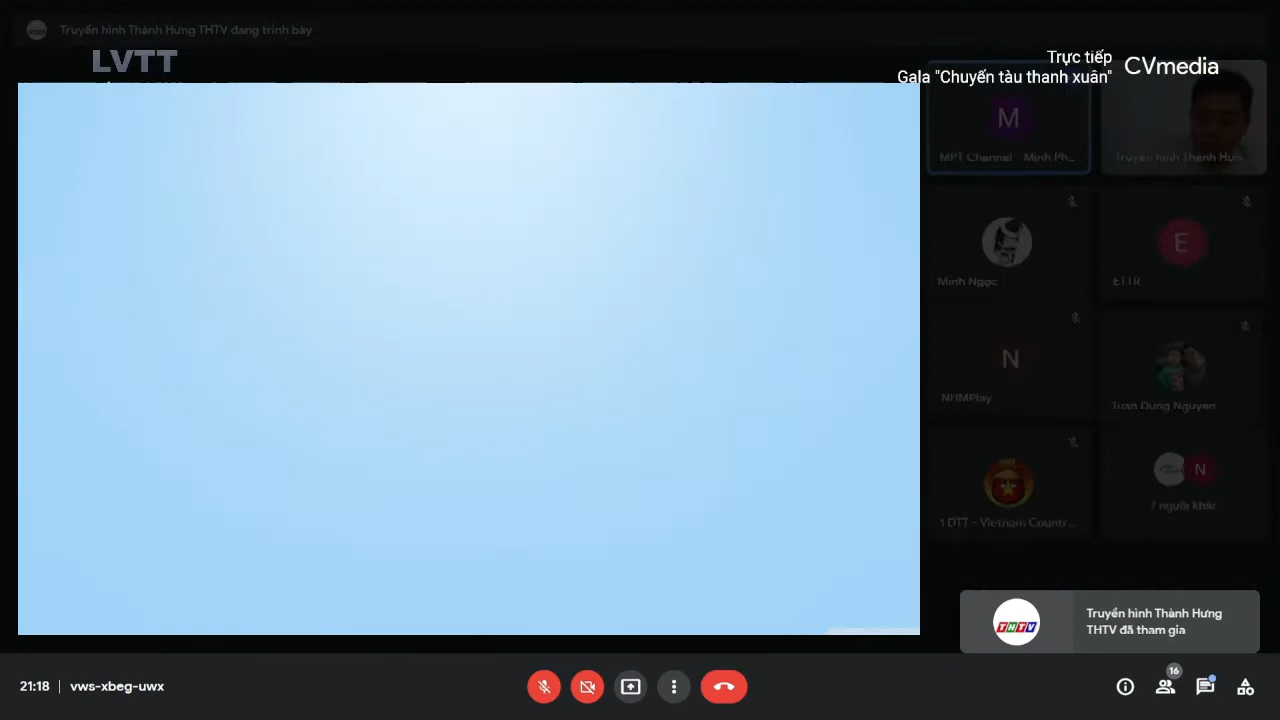 Truyền hình Thành Hưng THTV đang trình bày
LVTT
Trực tiếp
Gala "Chuyến tàu thanh xuân"
CVmedia
M
MPT Channel - Minh Ph...
Truyền hình Thành Hưn...
Minh Ngọc
E
ETTR
N
NHMPlay
Tuan Dung Nguyen
1DTT - Vietnam Countr...
N
7 người khác
THTV
Truyền hình Thành Hưng
THTV đã tham gia
21:18 | vws-xbeg-uwx
16